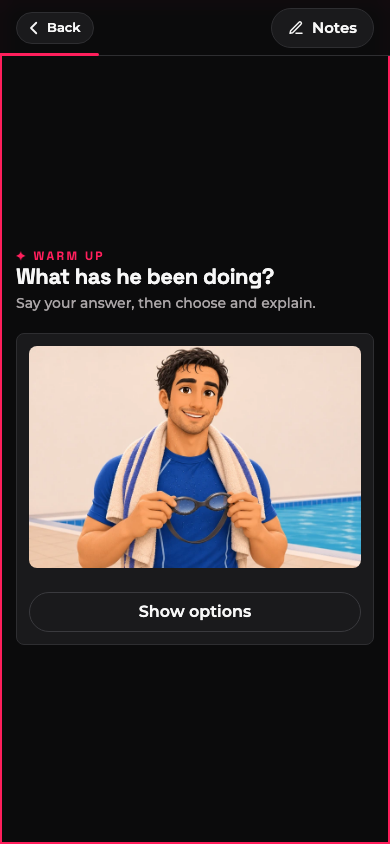 Back
Notes
WARM UP
What has he been doing?
Say your answer, then choose and explain.
Show options